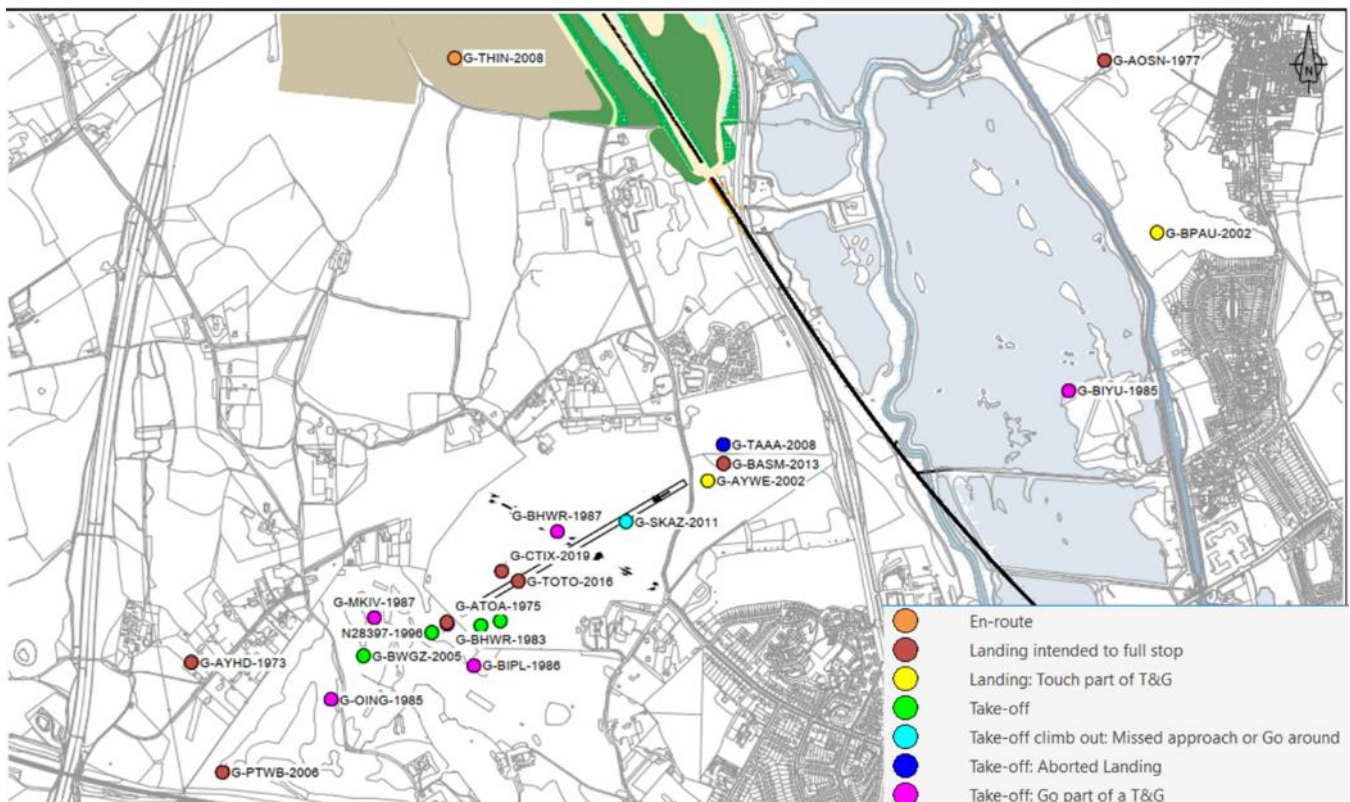 G-THIN-2008
G-AOSN-1977
N
G-BPAU-2002
G-BIYU-1985
G-TAAA-2008
G-BASM-2013
G-AYWE-2002
G-BHWR-1987
G-SKAZ-2011
G-CTIX-2019
G-TOTO-2016
G-MKIV-1987
G-ATOA-1975
N28397-1996
G-BHWR-1983
G-BWGZ-2005
G-AYHD-1973
G-BIPL-1986
G-OING-1985
G-PTWB-2006
En-route
Landing intended to full stop
Landing: Touch part of T&G
Take-off
Take-off climb out: Missed approach or Go around
Take-off: Aborted Landing
Take-off: Go part of a T&G